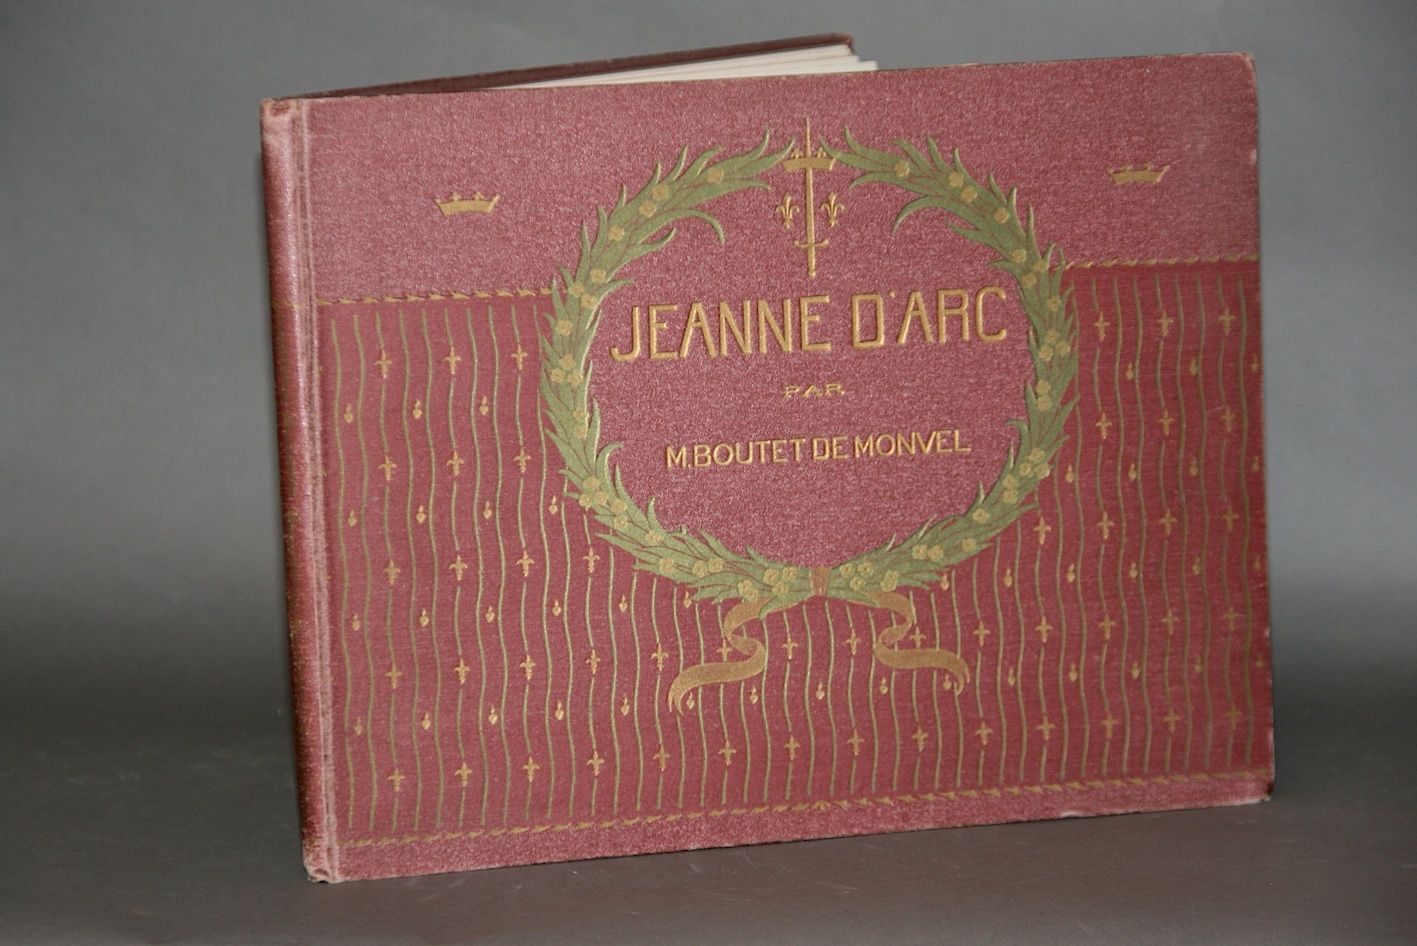 JEANNE D'ARC
PAR
M. BOUTET DE MONVEL